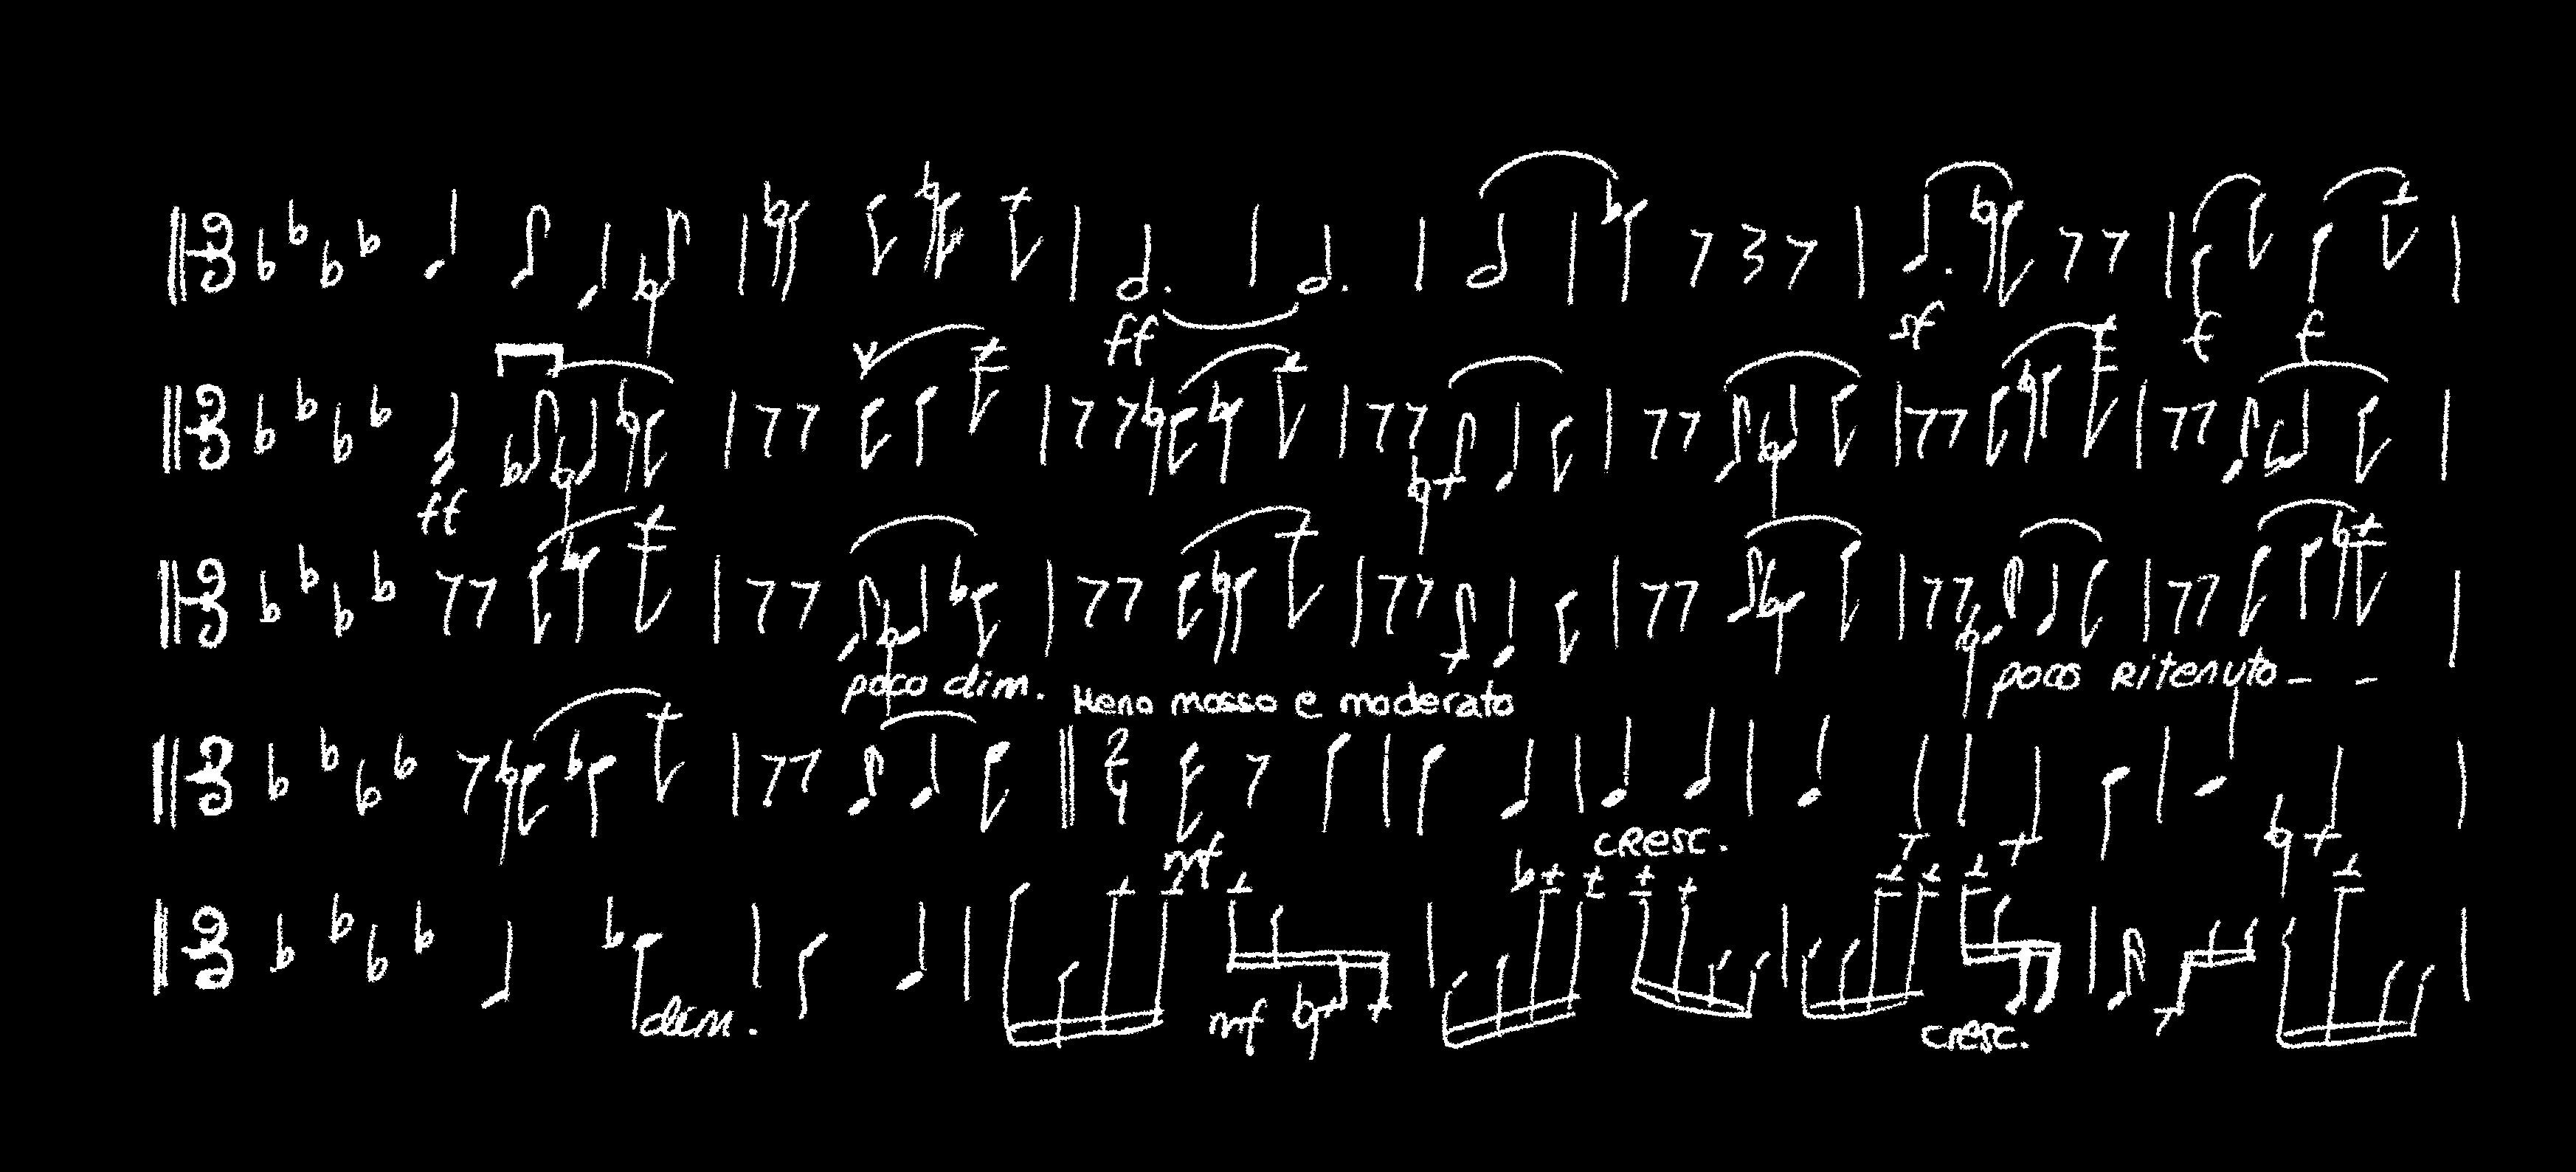 ff sf f f
ff
poco dim. poco Ritenuto - -
Meno mosso e moderato
mf cresc.
dim. mf cresc.